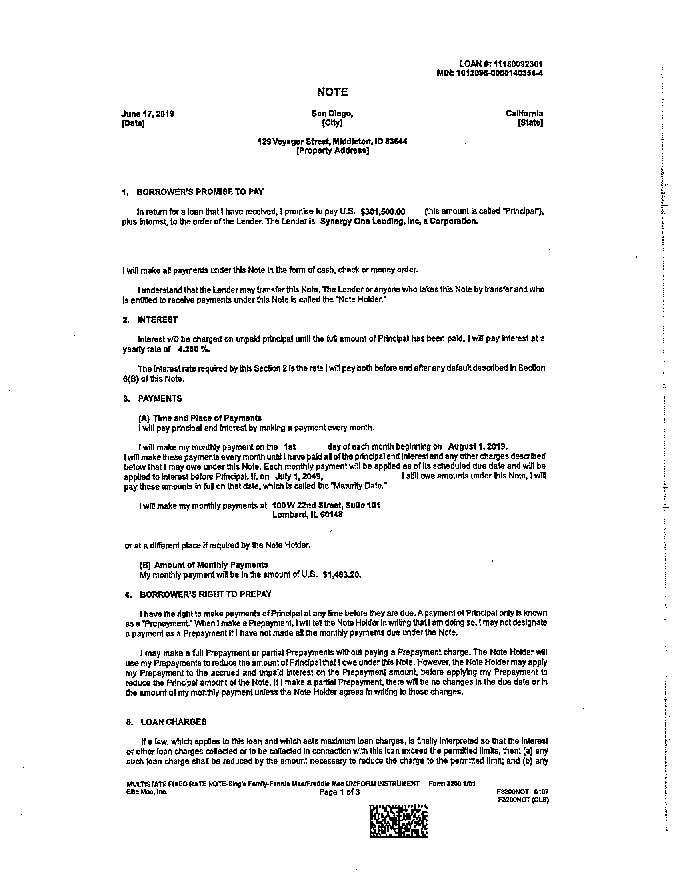 LOAN #: 11180092301
MIN: 1012096-0000140354-4
NOTE
June 17, 2019 San Diego, California
[Date] [City] [State]
129 Voyager Street, Middleton, ID 83644
[Property Address]
1. BORROWER'S PROMISE TO PAY
In return for a loan that I have received, I promise to pay U.S. $301,500.00 (this amount is called "Principal"),
plus interest, to the order of the Lender. The Lender is Synergy One Lending, Inc, a Corporation.
I will make all payments under this Note in the form of cash, check or money order.
I understand that the Lender may transfer this Note. The Lender or anyone who takes this Note by transfer and who
is entitled to receive payments under this Note is called the "Note Holder."
2. INTEREST
Interest will be charged on unpaid principal until the full amount of Principal has been paid. I will pay interest at a
yearly rate of 4.250 %.
The interest rate required by this Section 2 is the rate I will pay both before and after any default described in Section
6(B) of this Note.
3. PAYMENTS
(A) Time and Place of Payments
I will pay principal and interest by making a payment every month.
I will make my monthly payment on the 1st day of each month beginning on August 1, 2019.
I will make these payments every month until I have paid all of the principal and interest and any other charges described
below that I may owe under this Note. Each monthly payment will be applied as of its scheduled due date and will be
applied to interest before Principal. If, on July 1, 2049, I still owe amounts under this Note, I will
pay those amounts in full on that date, which is called the "Maturity Date."
I will make my monthly payments at 100 W 22nd Street, Suite 101
Lombard, IL 60148
or at a different place if required by the Note Holder.
(B) Amount of Monthly Payments
My monthly payment will be in the amount of U.S. $1,483.20.
4. BORROWER'S RIGHT TO PREPAY
I have the right to make payments of Principal at any time before they are due. A payment of Principal only is known
as a "Prepayment." When I make a Prepayment, I will tell the Note Holder in writing that I am doing so. I may not designate
a payment as a Prepayment if I have not made all the monthly payments due under the Note.
I may make a full Prepayment or partial Prepayments without paying a Prepayment charge. The Note Holder will
use my Prepayments to reduce the amount of Principal that I owe under this Note. However, the Note Holder may apply
my Prepayment to the accrued and unpaid interest on the Prepayment amount, before applying my Prepayment to
reduce the Principal amount of the Note. If I make a partial Prepayment, there will be no changes in the due date or in
the amount of my monthly payment unless the Note Holder agrees in writing to those changes.
5. LOAN CHARGES
If a law, which applies to this loan and which sets maximum loan charges, is finally interpreted so that the interest
or other loan charges collected or to be collected in connection with this loan exceed the permitted limits, then: (a) any
such loan charge shall be reduced by the amount necessary to reduce the charge to the permitted limit; and (b) any
MULTISTATE FIXED RATE NOTE-Single Family-Fannie Mae/Freddie Mac UNIFORM INSTRUMENT Form 3200 1/01
Ellie Mae, Inc. Page 1 of 3 F3200NOT 0107
F3200NOT (CLS)